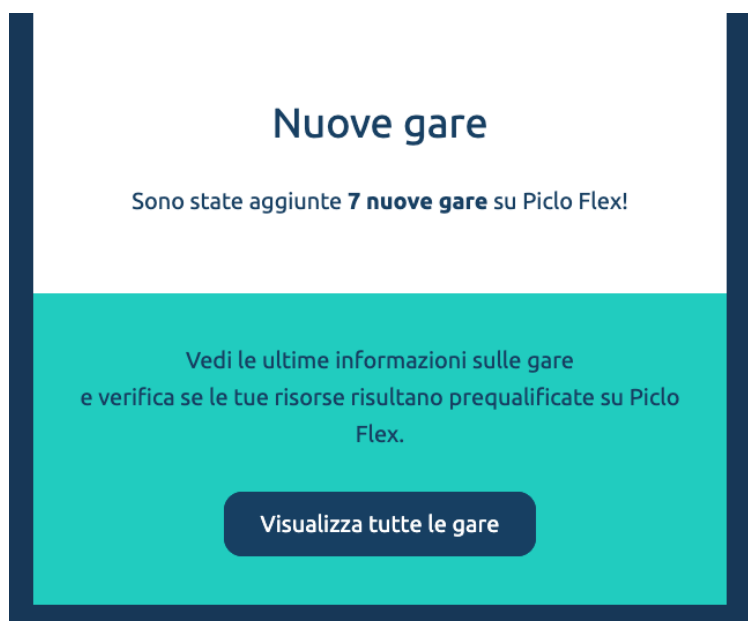 Nuove gare
Sono state aggiunte 7 nuove gare su Piclo Flex!
Vedi le ultime informazioni sulle gare
e verifica se le tue risorse risultano prequalificate su Piclo
Flex.
Visualizza tutte le gare